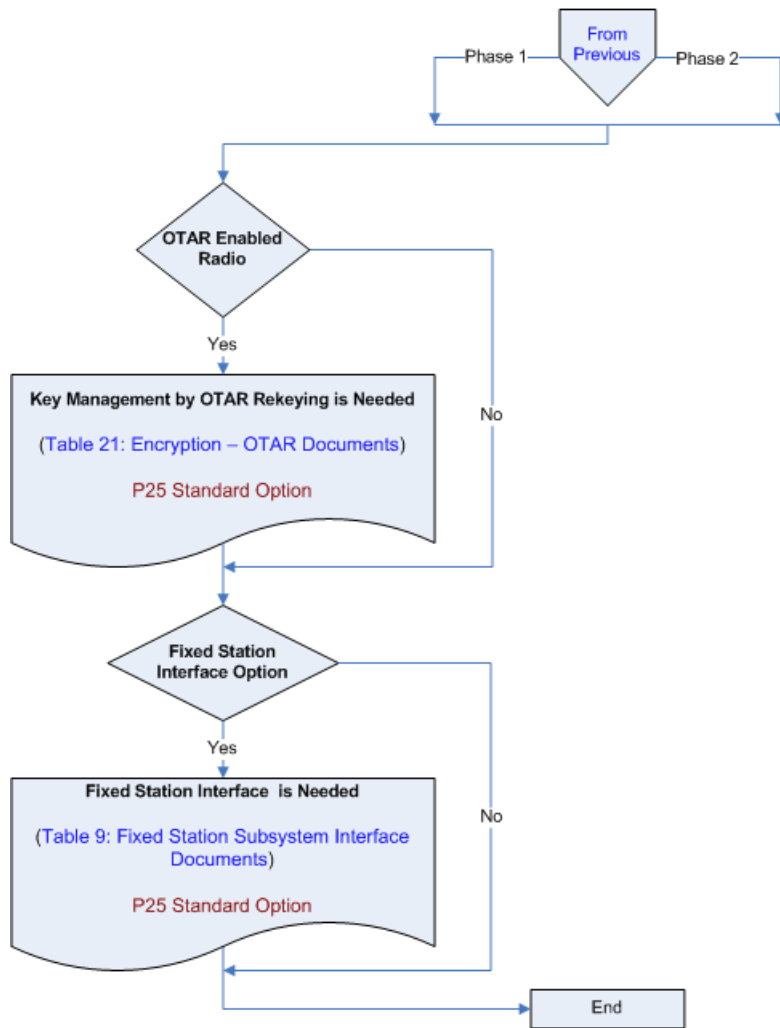 From
Previous
Phase 1
Phase 2
OTAR Enabled
Radio
Yes
No
Key Management by OTAR Rekeying is Needed
(Table 21: Encryption – OTAR Documents)
P25 Standard Option
Fixed Station
Interface Option
Yes
No
Fixed Station Interface is Needed
(Table 9: Fixed Station Subsystem Interface
Documents)
P25 Standard Option
End